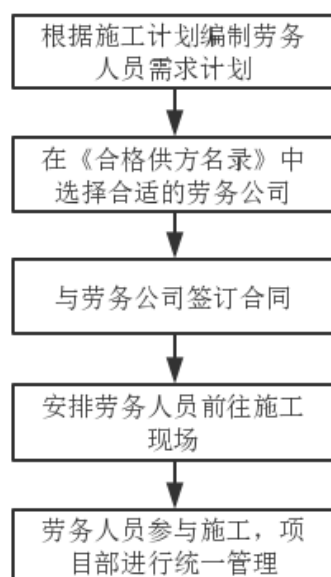 根据施工计划编制劳务
人员需求计划
在《合格供方名录》中
选择合适的劳务公司
与劳务公司签订合同
安排劳务人员前往施工
现场
劳务人员参与施工，项
目部进行统一管理